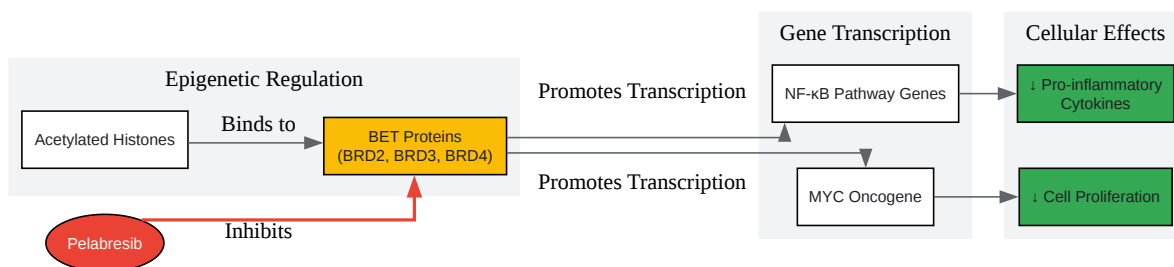 Gene Transcription
Cellular Effects
Epigenetic Regulation
Acetylated Histones
Binds to
BET Proteins
(BRD2, BRD3, BRD4)
Promotes Transcription
NF-κB Pathway Genes
↓ Pro-inflammatory
Cytokines
Promotes Transcription
MYC Oncogene
↓ Cell Proliferation
Pelabresib
Inhibits